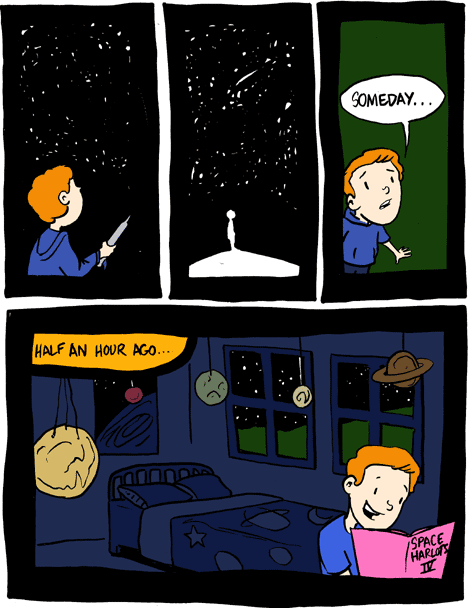 SOMEDAY...
HALF AN HOUR AGO...
SPACE
HARLOTS
IV